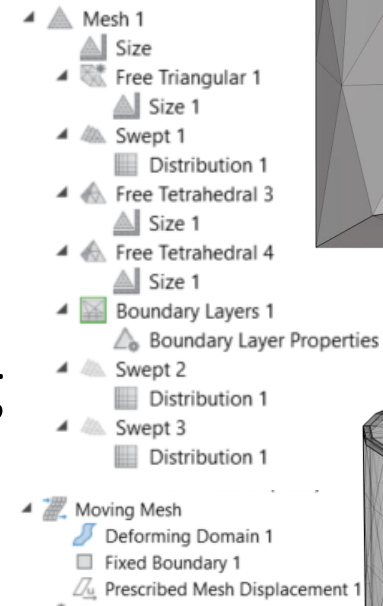 Mesh 1
Size
Free Triangular 1
Size 1
Swept 1
Distribution 1
Free Tetrahedral 3
Size 1
Free Tetrahedral 4
Size 1
Boundary Layers 1
Boundary Layer Properties
Swept 2
Distribution 1
Swept 3
Distribution 1
Moving Mesh
Deforming Domain 1
Fixed Boundary 1
Prescribed Mesh Displacement 1